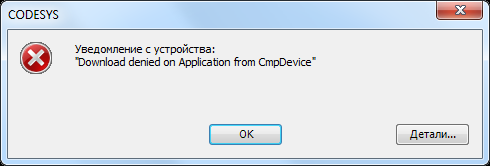 CODESYS
Уведомление с устройства:
"Download denied on Application from CmpDevice"
OK
Детали...